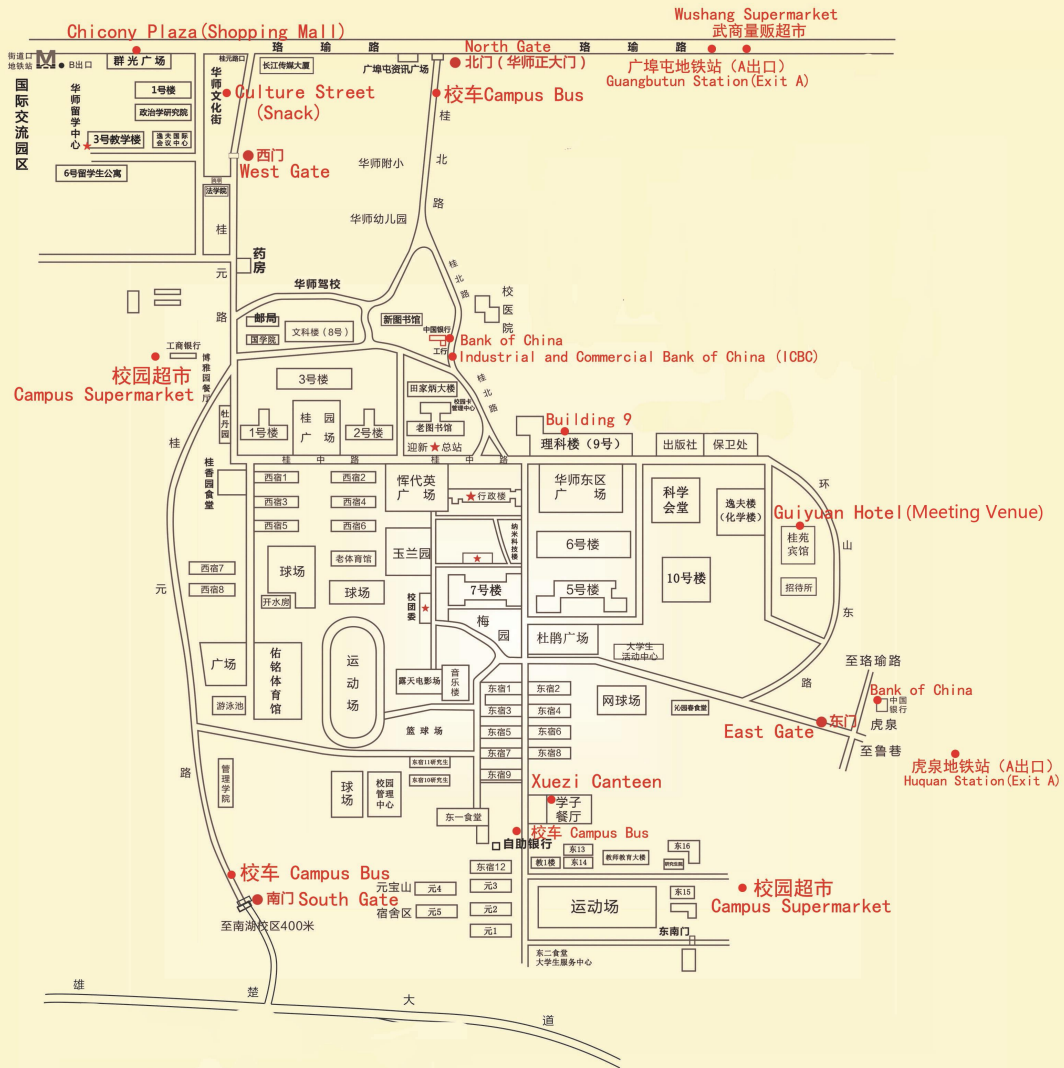 Wushang Supermarket
武商量贩超市
Chicony Plaza(Shopping Mall)
珞 瑜 路
North Gate
珞 瑜 路
街道口
地铁站
M
B出口
群光广场
桂元路口
长江传媒大厦
广埠屯资讯广场
北门(华师正大门)
广埠屯地铁站(A出口)
Guangbutun Station(Exit A)
国际交流园区
华师留学中心
1号楼
政治学研究院
3号教学楼
逸夫国际
会议中心
6号留学生公寓
华师文化街
Culture Street
(Snack)
校车Campus Bus
桂北路
西门
West Gate
华师附小
华师幼儿园
法学院
桂元路
药房
华师驾校
桂北路
校医院
邮局
国学院
文科楼(8号)
新图书馆
中国银行
工行
Bank of China
Industrial and Commercial Bank of China (ICBC)
工商银行
校园超市
Campus Supermarket
博雅园餐厅
3号楼
田家炳大楼
校园卡
管理中心
桂北路
牡丹园
1号楼
桂园
广场
2号楼
老图书馆
迎新★总站
Building 9
理科楼(9号)
出版社
保卫处
桂中路
桂中路
桂元路
桂香园食堂
西宿1
西宿2
西宿3
西宿4
西宿5
西宿6
恽代英
广场
行政楼
华师东区
广场
科学
会堂
逸夫楼
(化学楼)
环山东路
Guiyuan Hotel(Meeting Venue)
桂苑
宾馆
招待所
纳米科技楼
6号楼
玉兰园
老体育馆
球场
球场
开水房
西宿7
西宿8
7号楼
5号楼
10号楼
校团委
梅园
杜鹃广场
大学生
活动中心
广场
佑铭体育馆
运动场
游泳池
露天电影场
音乐楼
篮球场
东宿1
东宿2
东宿3
东宿4
东宿5
东宿6
东宿7
东宿8
东宿9
网球场
沁园春食堂
至珞瑜路
Bank of China
中国
银行
East Gate
东门
虎泉
至鲁巷
虎泉地铁站(A出口)
Huquan Station(Exit A)
管理学院
球场
校园管理中心
东宿11研究生
东宿10研究生
Xuezi Canteen
学子
餐厅
东一食堂
校车 Campus Bus
自助银行
东13
教1楼
东14
教师教育大楼
东16
校车 Campus Bus
南门 South Gate
至南湖校区400米
东宿12
元宝山
宿舍区
元4
元3
元5
元2
元1
运动场
东15
校园超市
Campus Supermarket
东南门
东二食堂
大学生服务中心
雄楚大道